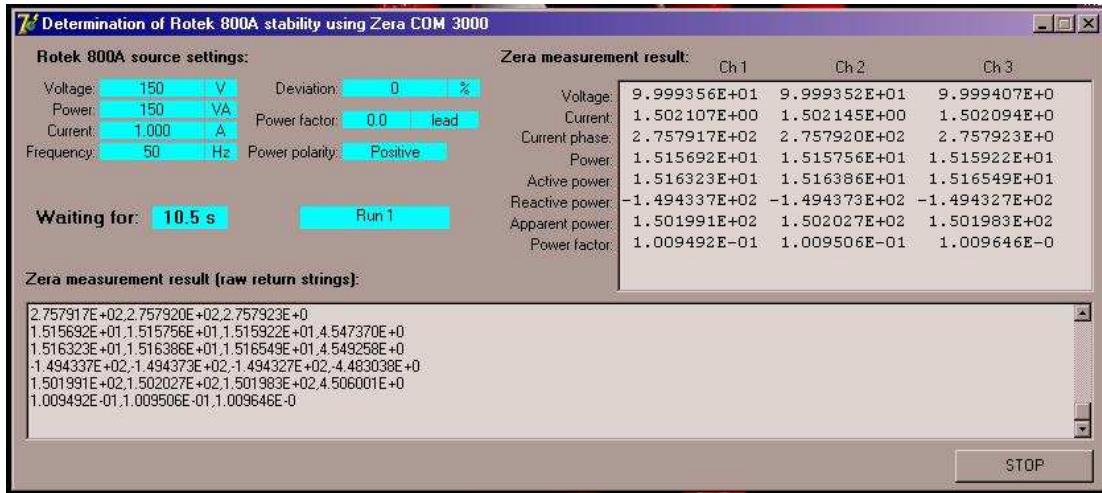 Determination of Rotek 800A stability using Zera COM 3000
Rotek 800A source settings:
Voltage: 150 V
Power: 150 VA
Current: 1.000 A
Frequency: 50 Hz
Deviation: 0 %
Power factor: 0.0 lead
Power polarity: Positive
Waiting for: 10.5 s
Run 1
Zera measurement result:
Ch 1 Ch 2 Ch 3
Voltage: 9.999356E+01 9.999352E+01 9.999407E+0
Current: 1.502107E+00 1.502145E+00 1.502094E+0
Current phase: 2.757917E+02 2.757920E+02 2.757923E+0
Power: 1.515692E+01 1.515756E+01 1.515922E+01
Active power: 1.516323E+01 1.516386E+01 1.516549E+01
Reactive power: -1.494337E+02 -1.494373E+02 -1.494327E+02
Apparent power: 1.501991E+02 1.502027E+02 1.501983E+02
Power factor: 1.009492E-01 1.009506E-01 1.009646E-0
Zera measurement result (raw return strings):
2.757917E+02,2.757920E+02,2.757923E+0
1.515692E+01,1.515756E+01,1.515922E+01,4.547370E+0
1.516323E+01,1.516386E+01,1.516549E+01,4.549258E+0
-1.494337E+02,-1.494373E+02,-1.494327E+02,-4.483038E+0
1.501991E+02,1.502027E+02,1.501983E+02,4.506001E+0
1.009492E-01,1.009506E-01,1.009646E-0
STOP